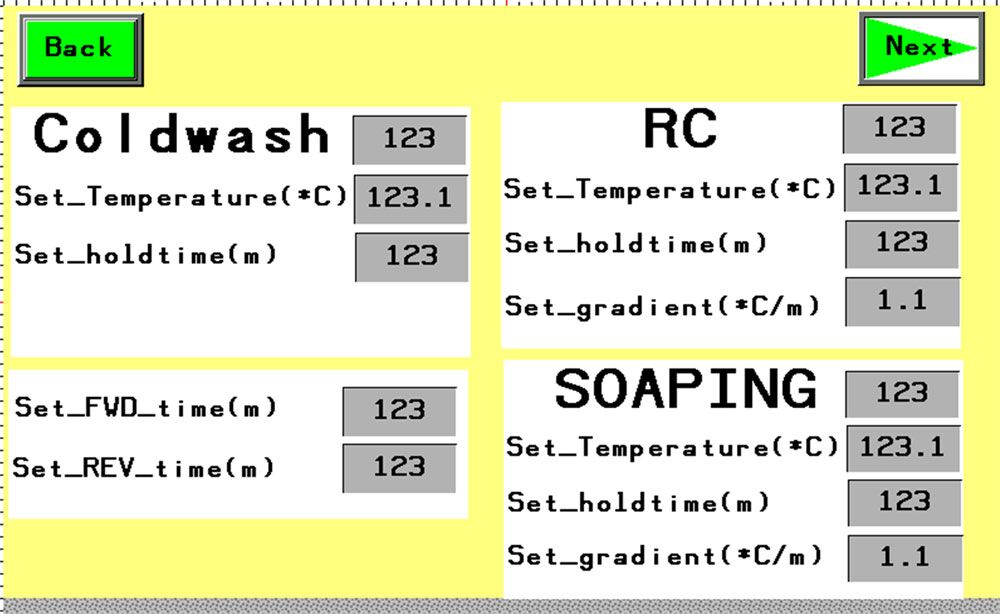 Back
Next
Coldwash 123
Set_Temperature(*C) 123.1
Set_holdtime(m) 123
Set_FWD_time(m) 123
Set_REV_time(m) 123
RC 123
Set_Temperature(*C) 123.1
Set_holdtime(m) 123
Set_gradient(*C/m) 1.1
SOAPING 123
Set_Temperature(*C) 123.1
Set_holdtime(m) 123
Set_gradient(*C/m) 1.1